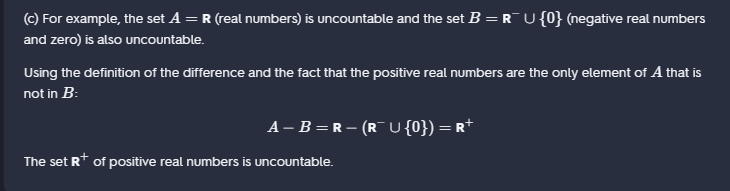 (c) For example, the set A = R (real numbers) is uncountable and the set B = R⁻ ∪ {0} (negative real numbers
and zero) is also uncountable.
Using the definition of the difference and the fact that the positive real numbers are the only element of A that is
not in B:
A − B = R − (R⁻ ∪ {0}) = R⁺
The set R⁺ of positive real numbers is uncountable.